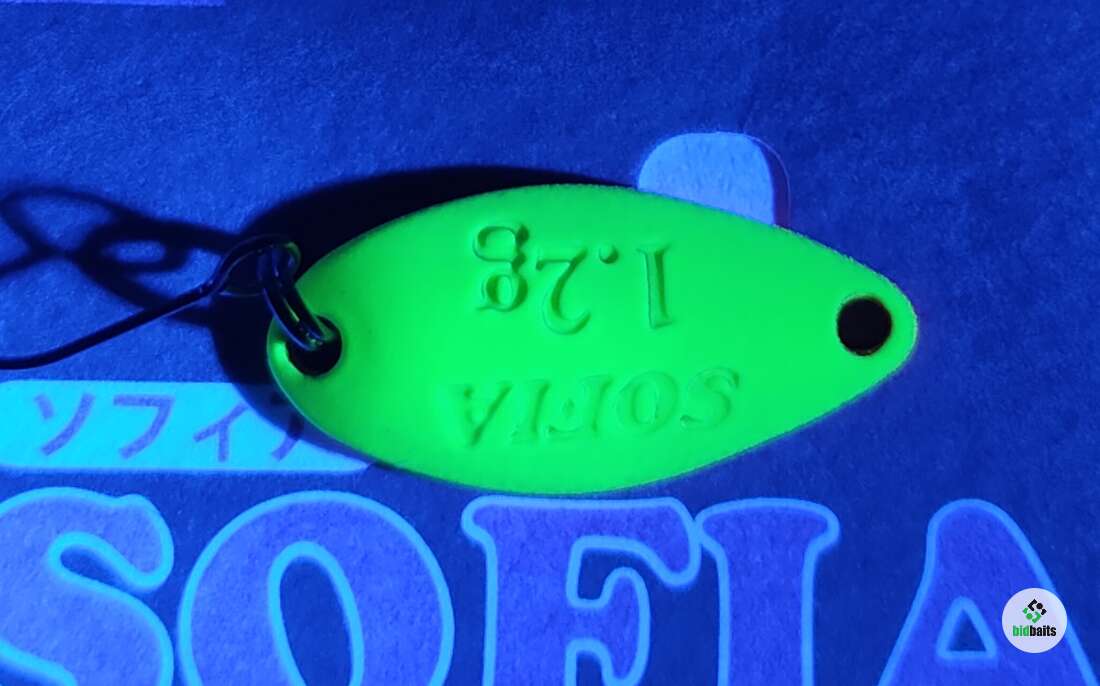 1.2g
SOFIA
ソフィア
SOFIA
bidbaits